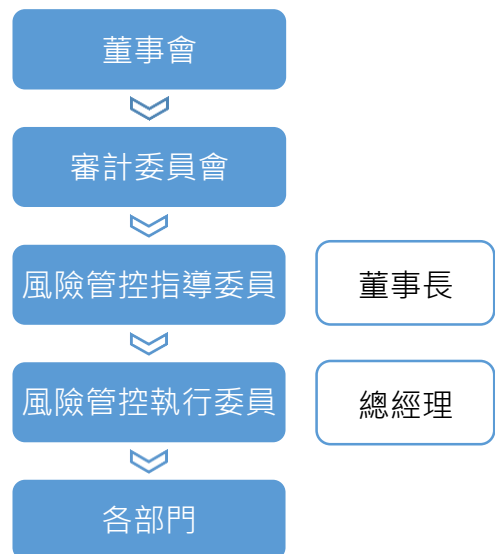 董事會
審計委員會
風險管控指導委員
董事長
風險管控執行委員
總經理
各部門